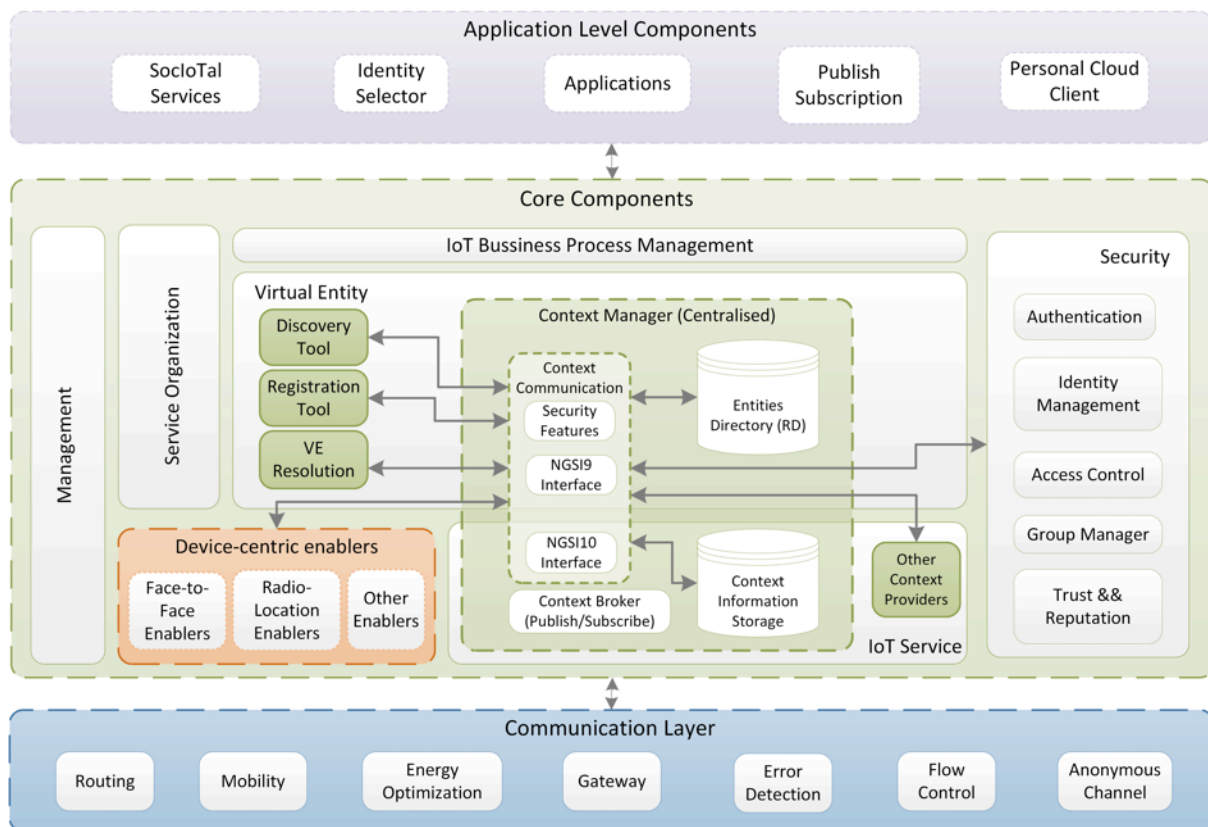 Application Level Components
SocIoTal
Services
Identity
Selector
Applications
Publish
Subscription
Personal Cloud
Client
Core Components
Management
Service Organization
IoT Bussiness Process Management
Virtual Entity
Discovery
Tool
Registration
Tool
VE
Resolution
Context Manager (Centralised)
Context
Communication
Security
Features
NGSI9
Interface
NGSI10
Interface
Entities
Directory (RD)
Context Broker
(Publish/Subscribe)
Context
Information
Storage
Other
Context
Providers
IoT Service
Device-centric enablers
Face-to-
Face
Enablers
Radio-
Location
Enablers
Other
Enablers
Security
Authentication
Identity
Management
Access Control
Group Manager
Trust &&
Reputation
Communication Layer
Routing
Mobility
Energy
Optimization
Gateway
Error
Detection
Flow
Control
Anonymous
Channel